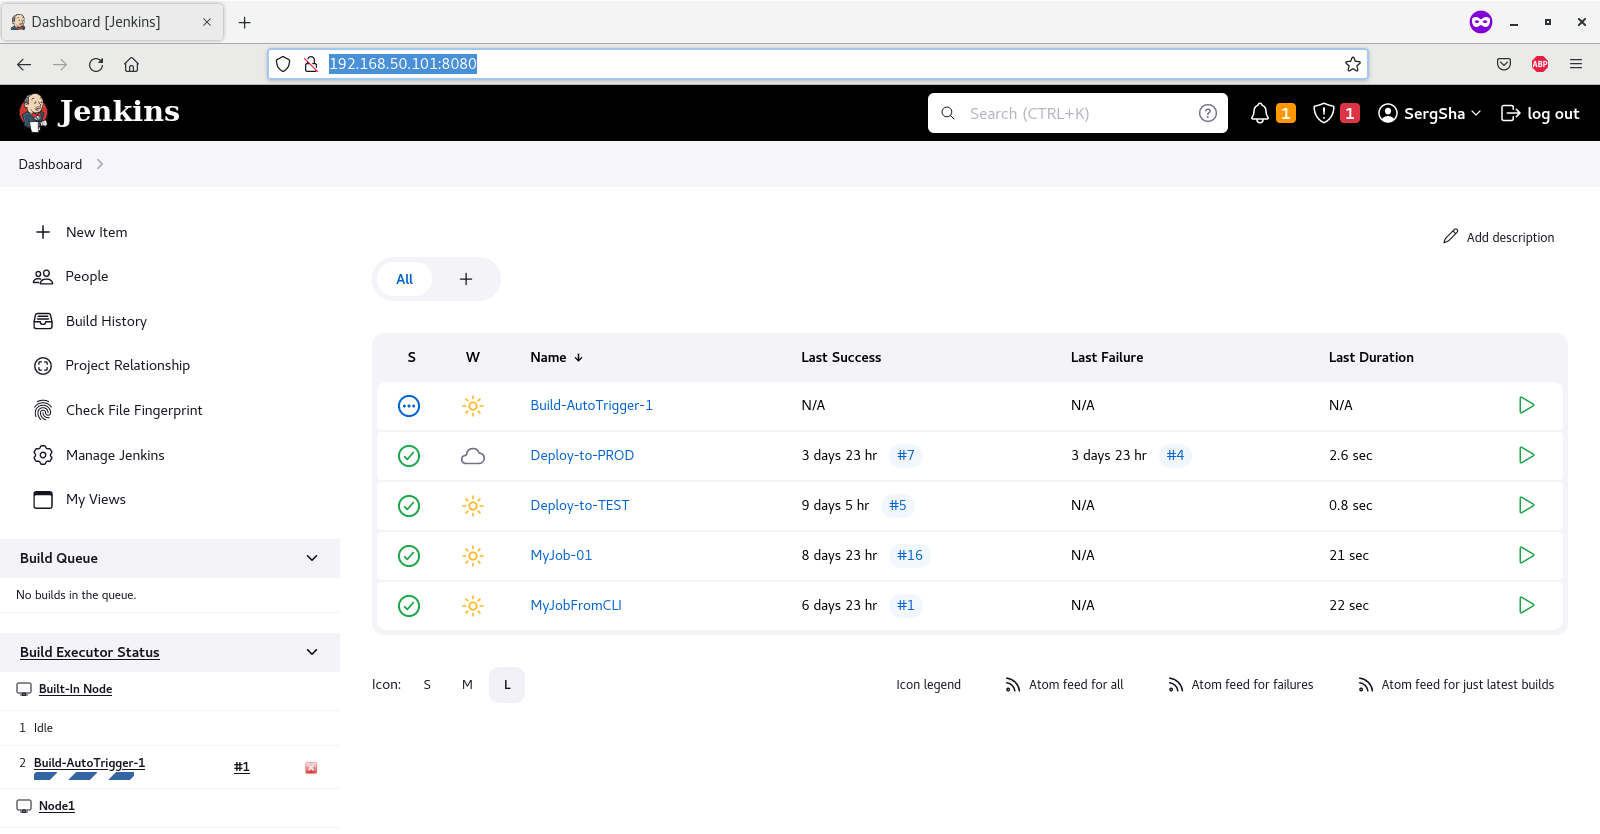 Dashboard [Jenkins]
192.168.50.101:8080
ABP
Jenkins
Search (CTRL+K)
1
1
SergSha
log out
Dashboard
New Item
People
Build History
Project Relationship
Check File Fingerprint
Manage Jenkins
My Views
Build Queue
No builds in the queue.
Build Executor Status
Built-In Node
1 Idle
2 Build-AutoTrigger-1 #1
Node1
Add description
All
S W Name ↓ Last Success Last Failure Last Duration
Build-AutoTrigger-1 N/A N/A N/A
Deploy-to-PROD 3 days 23 hr #7 3 days 23 hr #4 2.6 sec
Deploy-to-TEST 9 days 5 hr #5 N/A 0.8 sec
MyJob-01 8 days 23 hr #16 N/A 21 sec
MyJobFromCLI 6 days 23 hr #1 N/A 22 sec
Icon: S M L Icon legend Atom feed for all Atom feed for failures Atom feed for just latest builds